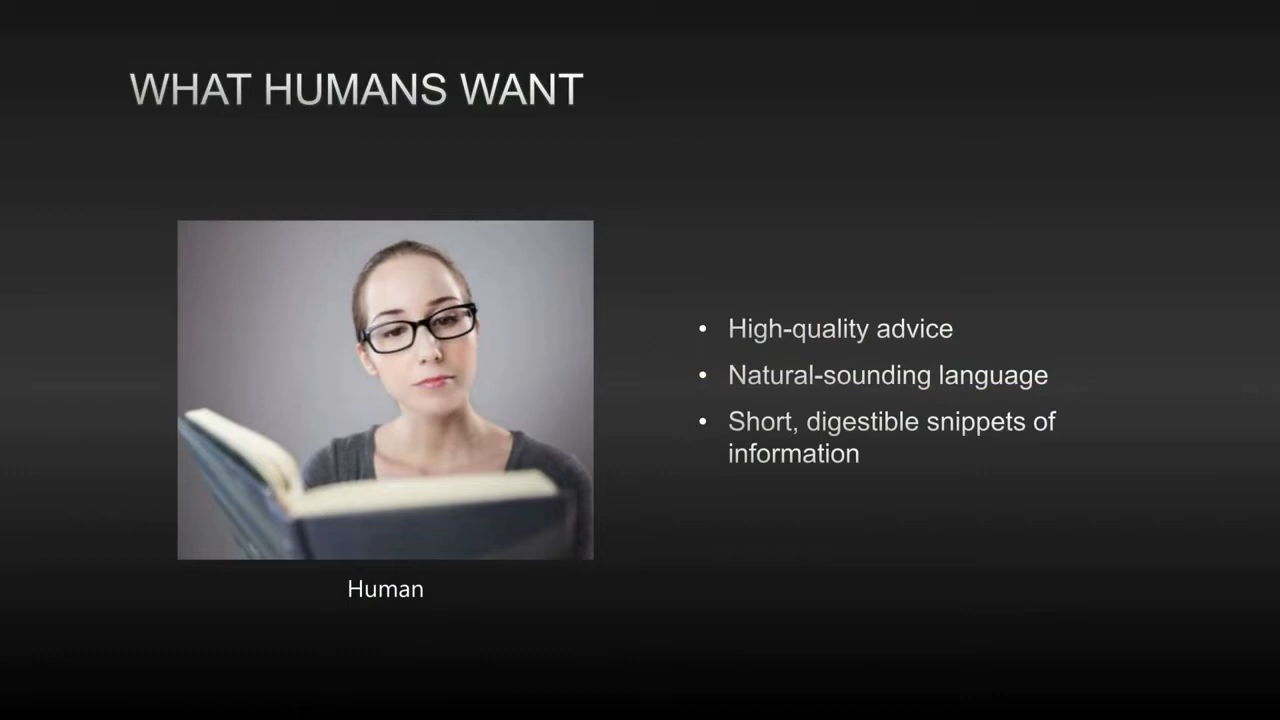 WHAT HUMANS WANT
• High-quality advice
• Natural-sounding language
• Short, digestible snippets of
information
Human